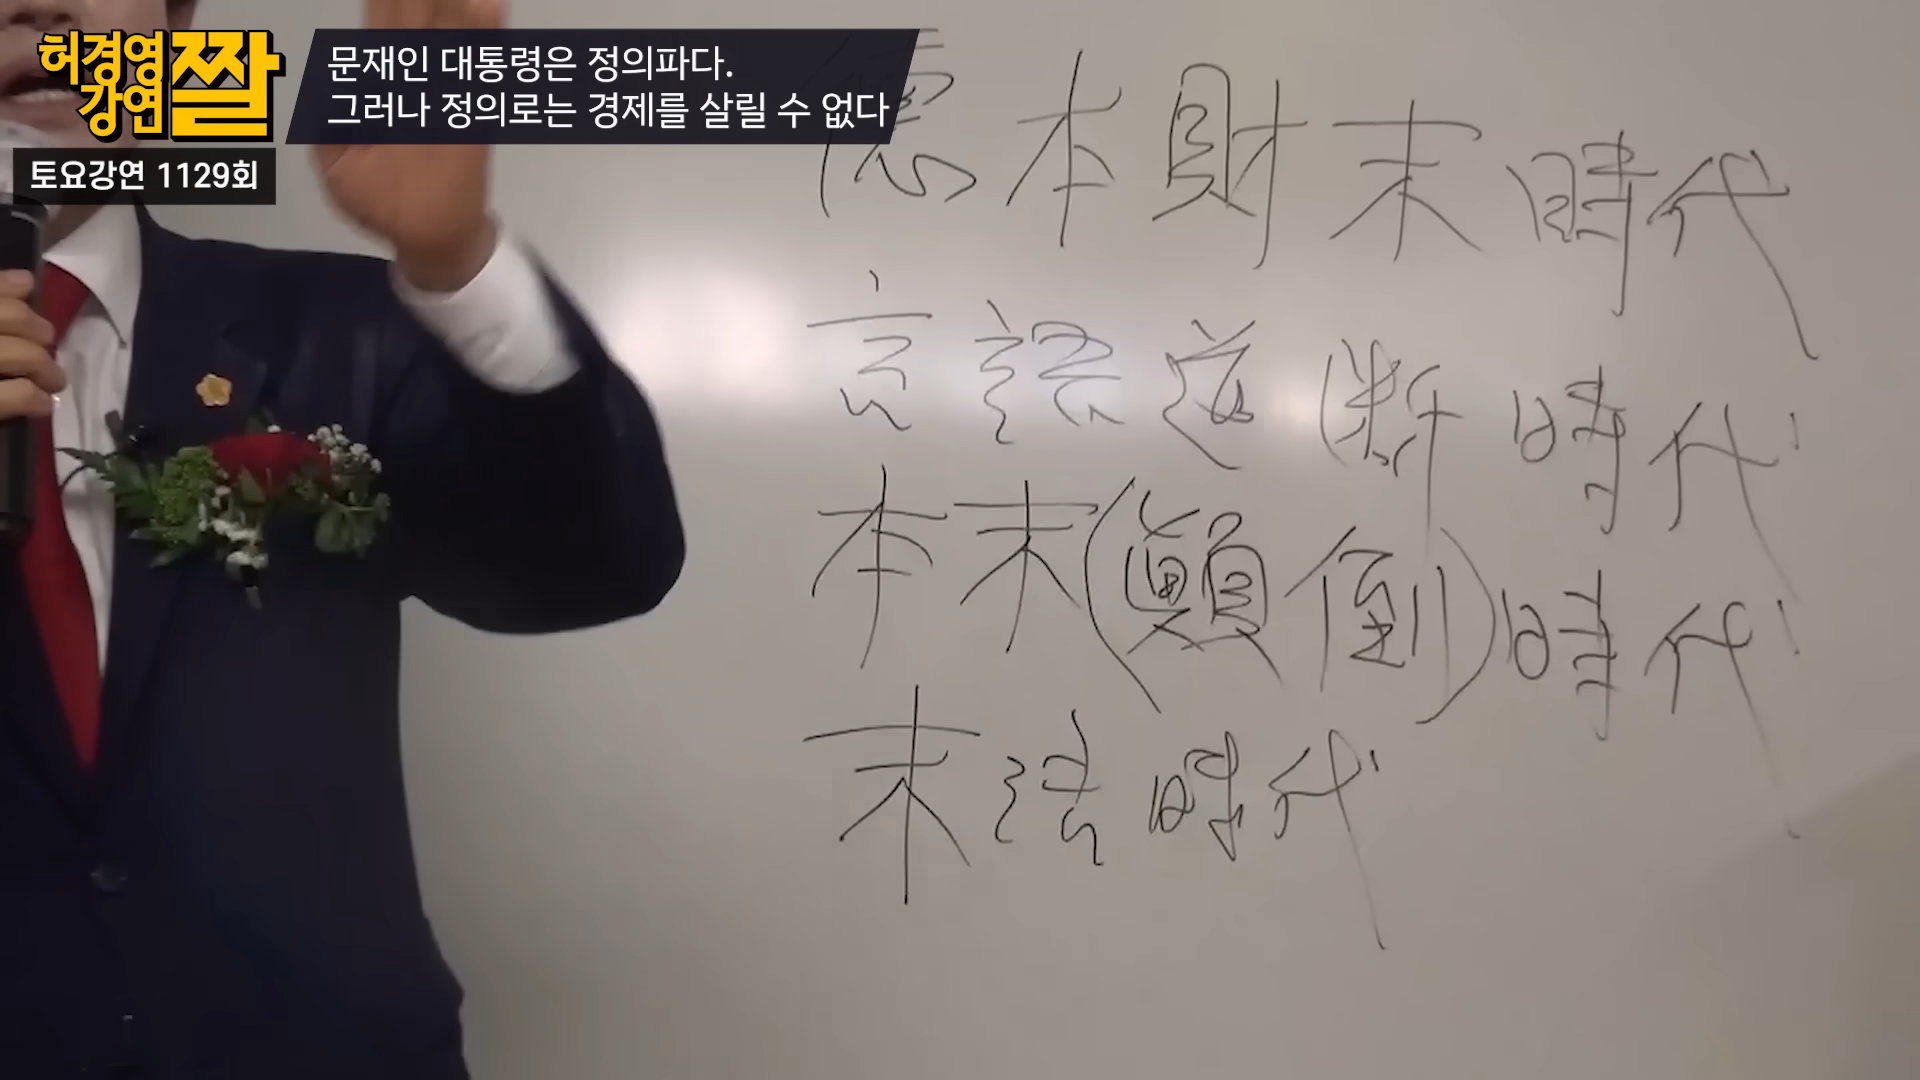 허경영
강연 짤
토요강연 1129회
문재인 대통령은 정의파다.
그러나 정의로는 경제를 살릴 수 없다
本財末時代
言語道斷時代
本末(顚倒)時代
末法時代